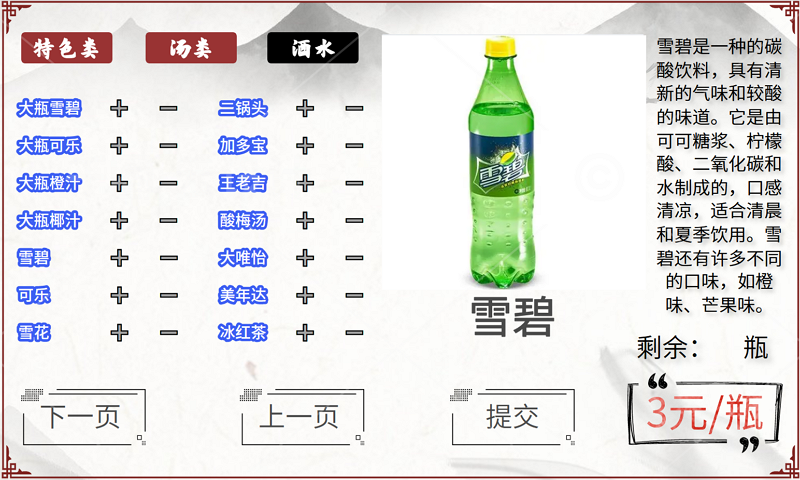 特色类 汤类 酒水
大瓶雪碧 + — 二锅头 + —
大瓶可乐 + — 加多宝 + —
大瓶橙汁 + — 王老吉 + —
大瓶椰汁 + — 酸梅汤 + —
雪碧 + — 大唯怡 + —
可乐 + — 美年达 + —
雪花 + — 冰红茶 + —
雪碧
雪碧
雪碧是一种的碳
酸饮料，具有清
新的气味和较酸
的味道。它是由
可可糖浆、柠檬
酸、二氧化碳和
水制成的，口感
清凉，适合清晨
和夏季饮用。雪
碧还有许多不同
的口味，如橙
味、芒果味。
剩余： 瓶
“3元/瓶”
下一页 上一页 提交